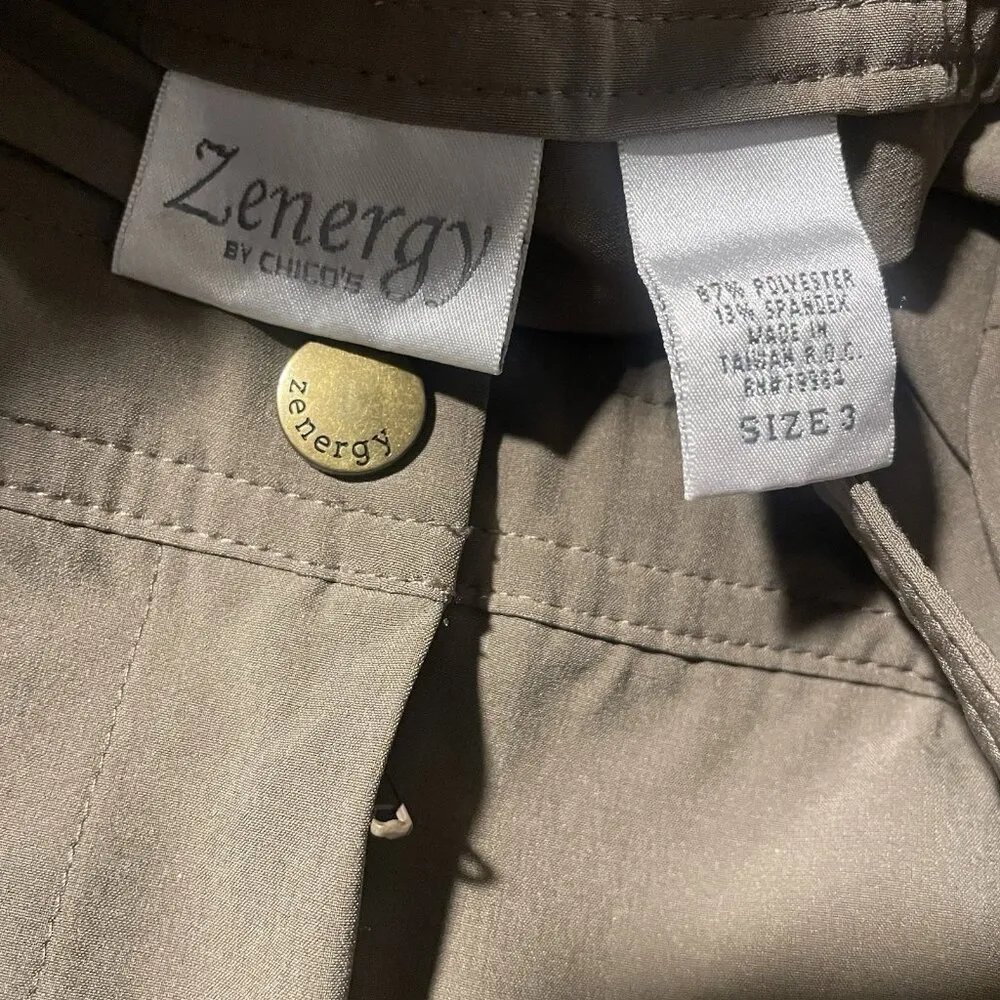 Zenergy
BY CHICO'S
zenergy
87% POLYESTER
13% SPANDEX
MADE IN
TAIWAN R.O.C.
SIZE 3